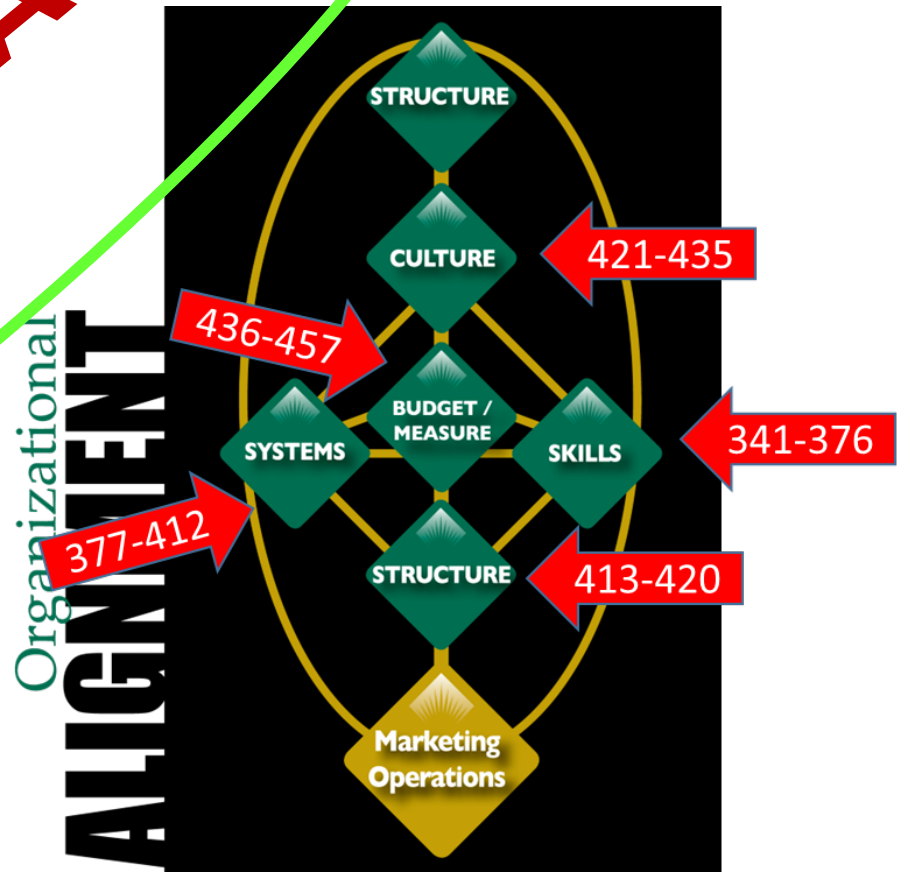 STRUCTURE
CULTURE
421-435
436-457
BUDGET /
MEASURE
SYSTEMS
SKILLS
341-376
377-412
STRUCTURE
413-420
Marketing
Operations
Organizational
ALIGNMENT